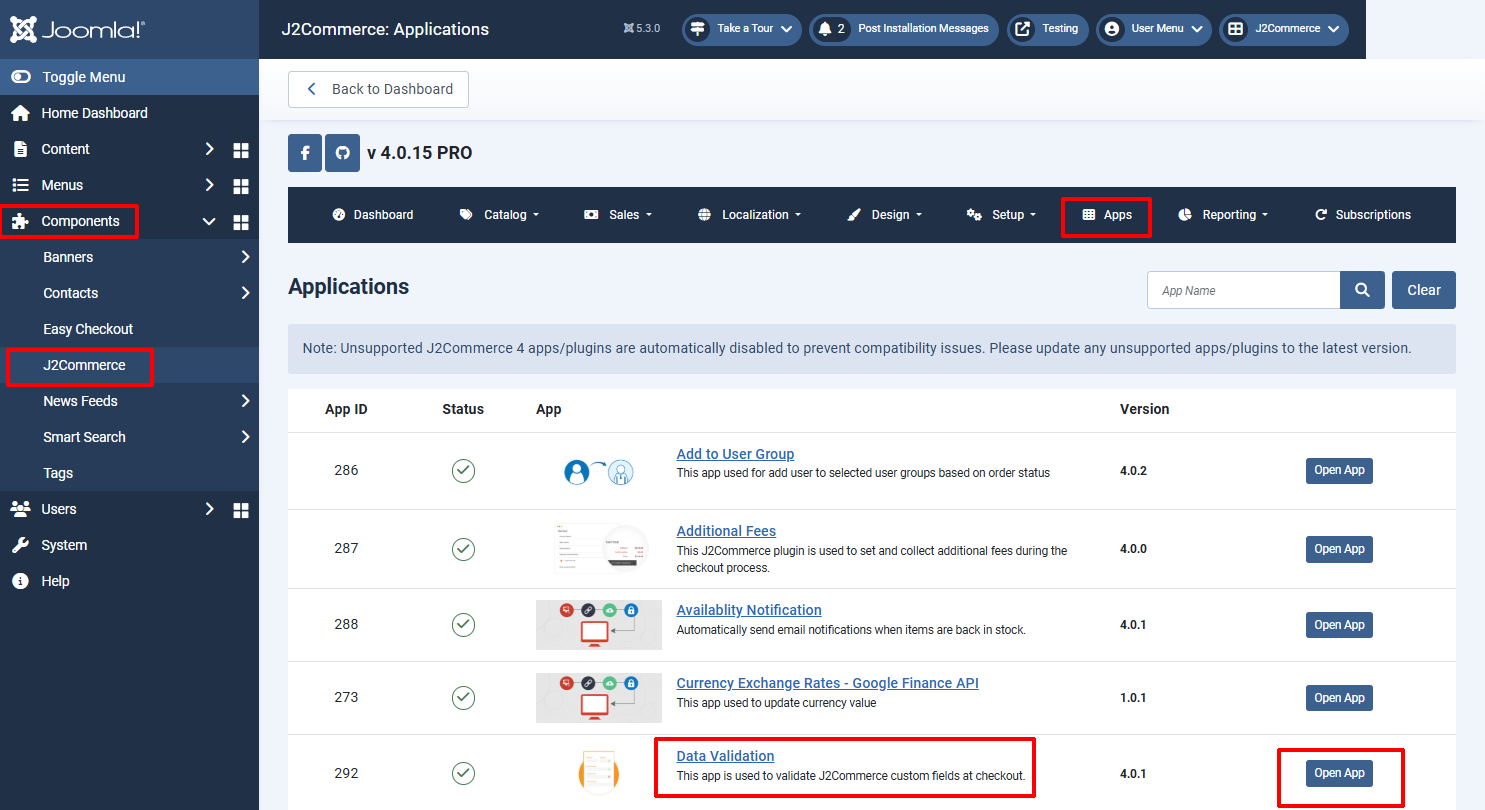 Joomla!®
J2Commerce: Applications
5.3.0
Take a Tour
2 Post Installation Messages
Testing
User Menu
J2Commerce
Toggle Menu
Home Dashboard
Content
Menus
Components
Banners
Contacts
Easy Checkout
J2Commerce
News Feeds
Smart Search
Tags
Users
System
Help
Back to Dashboard
v 4.0.15 PRO
Dashboard Catalog Sales Localization Design Setup Apps Reporting Subscriptions
Applications
App Name
Clear
Note: Unsupported J2Commerce 4 apps/plugins are automatically disabled to prevent compatibility issues. Please update any unsupported apps/plugins to the latest version.
App ID Status App Version
286 Add to User Group 4.0.2 Open App
This app used for add user to selected user groups based on order status
287 Additional Fees 4.0.0 Open App
This J2Commerce plugin is used to set and collect additional fees during the
checkout process.
288 Availablity Notification 4.0.1 Open App
Automatically send email notifications when items are back in stock.
273 Currency Exchange Rates - Google Finance API 1.0.1 Open App
This app used to update currency value
292 Data Validation 4.0.1 Open App
This app is used to validate J2Commerce custom fields at checkout.